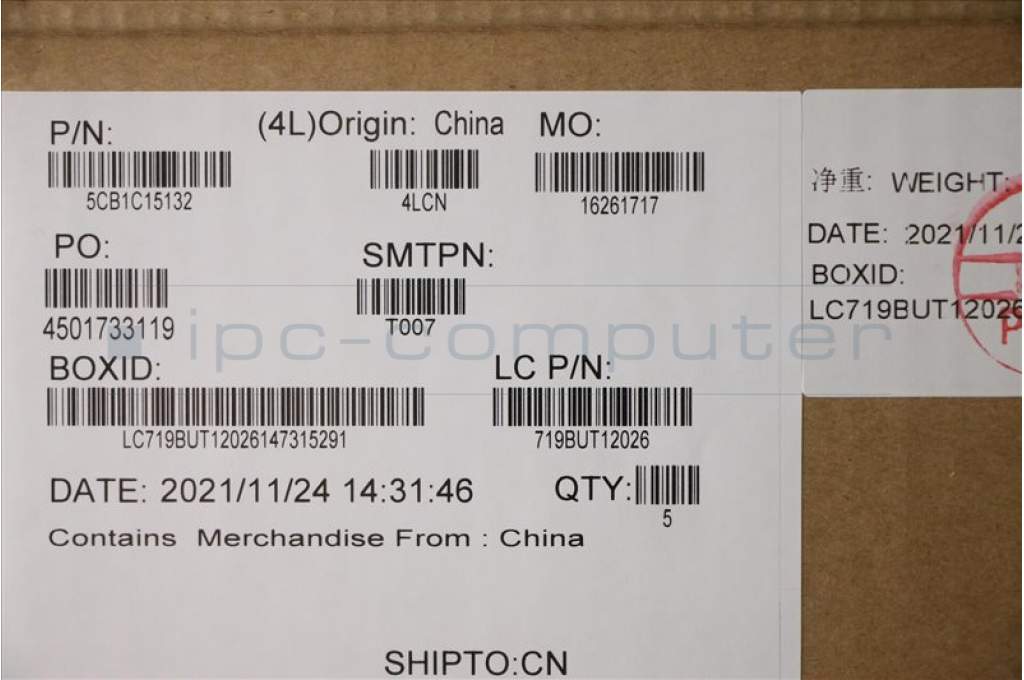 P/N: (4L)Origin: China MO:
5CB1C15132 4LCN 16261717
PO: SMTPN:
4501733119 T007
BOXID: LC P/N:
LC719BUT12026147315291 719BUT12026
DATE: 2021/11/24 14:31:46 QTY:
5
Contains Merchandise From : China
SHIPTO:CN
净重: WEIGHT:
DATE: 2021/11/2
BOXID:
LC719BUT12026
P
ipc-computer